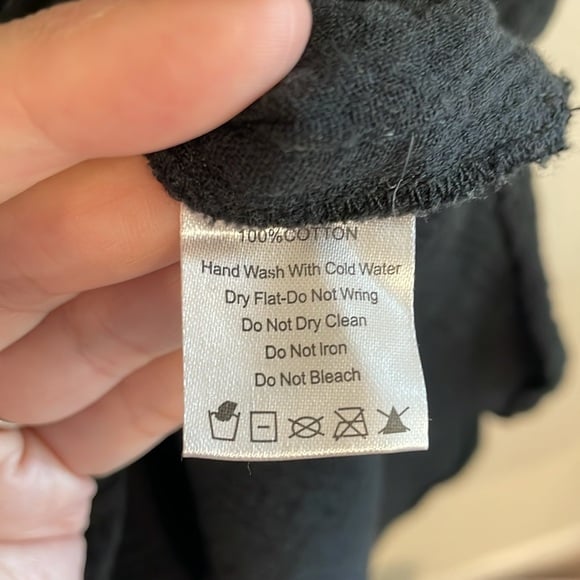 100%COTTON
Hand Wash With Cold Water
Dry Flat-Do Not Wring
Do Not Dry Clean
Do Not Iron
Do Not Bleach